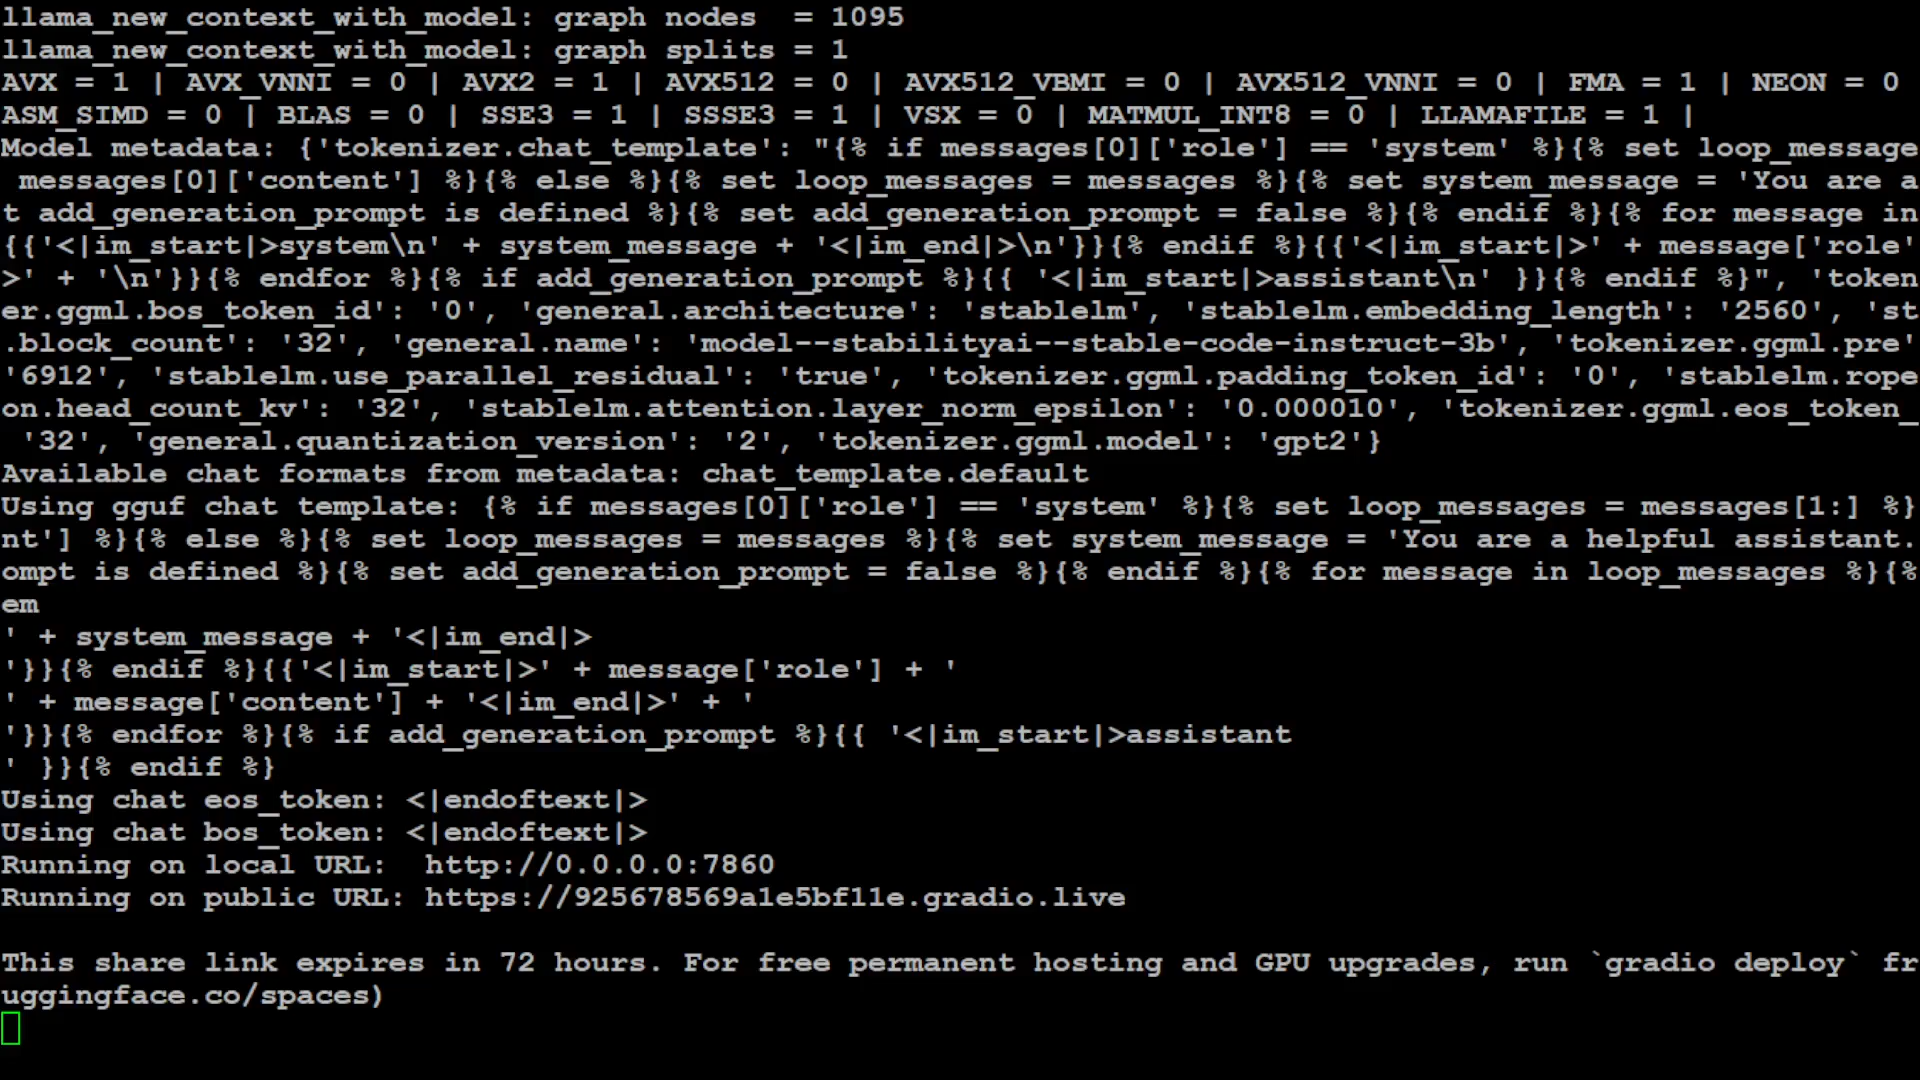 llama_new_context_with_model: graph nodes  = 1095
llama_new_context_with_model: graph splits = 1
AVX = 1 | AVX_VNNI = 0 | AVX2 = 1 | AVX512 = 0 | AVX512_VBMI = 0 | AVX512_VNNI = 0 | FMA = 1 | NEON = 0
ASM_SIMD = 0 | BLAS = 0 | SSE3 = 1 | SSSE3 = 1 | VSX = 0 | MATMUL_INT8 = 0 | LLAMAFILE = 1 |
Model metadata: {'tokenizer.chat_template': "{% if messages[0]['role'] == 'system' %}{% set loop_message
 messages[0]['content'] %}{% else %}{% set loop_messages = messages %}{% set system_message = 'You are a
t add_generation_prompt is defined %}{% set add_generation_prompt = false %}{% endif %}{% for message in
{{'<|im_start|>system\n' + system_message + '<|im_end|>\n'}}{% endif %}{{'<|im_start|>' + message['role'
>' + '\n'}}{% endfor %}{% if add_generation_prompt %}{{ '<|im_start|>assistant\n' }}{% endif %}", 'token
er.ggml.bos_token_id': '0', 'general.architecture': 'stablelm', 'stablelm.embedding_length': '2560', 'st
.block_count': '32', 'general.name': 'model--stabilityai--stable-code-instruct-3b', 'tokenizer.ggml.pre'
'6912', 'stablelm.use_parallel_residual': 'true', 'tokenizer.ggml.padding_token_id': '0', 'stablelm.rope
on.head_count_kv': '32', 'stablelm.attention.layer_norm_epsilon': '0.000010', 'tokenizer.ggml.eos_token_
 '32', 'general.quantization_version': '2', 'tokenizer.ggml.model': 'gpt2'}
Available chat formats from metadata: chat_template.default
Using gguf chat template: {% if messages[0]['role'] == 'system' %}{% set loop_messages = messages[1:] %}
nt'] %}{% else %}{% set loop_messages = messages %}{% set system_message = 'You are a helpful assistant.
ompt is defined %}{% set add_generation_prompt = false %}{% endif %}{% for message in loop_messages %}{%
em
' + system_message + '<|im_end|>
'}}{% endif %}{{'<|im_start|>' + message['role'] + '
' + message['content'] + '<|im_end|>' + '
'}}{% endfor %}{% if add_generation_prompt %}{{ '<|im_start|>assistant
' }}{% endif %}
Using chat eos_token: <|endoftext|>
Using chat bos_token: <|endoftext|>
Running on local URL:  http://0.0.0.0:7860
Running on public URL: https://925678569a1e5bf11e.gradio.live
This share link expires in 72 hours. For free permanent hosting and GPU upgrades, run `gradio deploy` fr
uggingface.co/spaces)